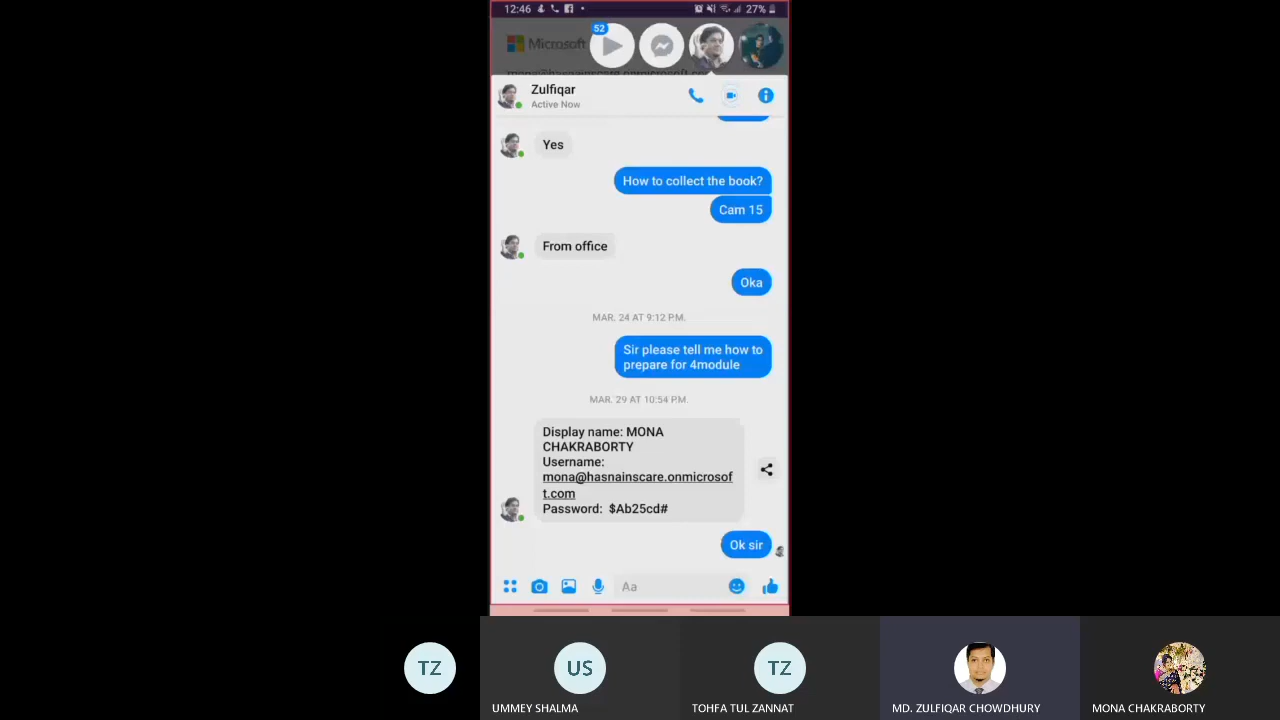 12:46
27%
Microsoft
52
Zulfiqar
Active Now
Yes
How to collect the book?
Cam 15
From office
Oka
MAR. 24 AT 9:12 P.M.
Sir please tell me how to
prepare for 4module
MAR. 29 AT 10:54 P.M.
Display name: MONA
CHAKRABORTY
Username:
mona@hasnainscare.onmicrosof
t.com
Password: $Ab25cd#
Ok sir
Aa
TZ
US
TZ
UMMEY SHALMA
TOHFA TUL ZANNAT
MD. ZULFIQAR CHOWDHURY
MONA CHAKRABORTY